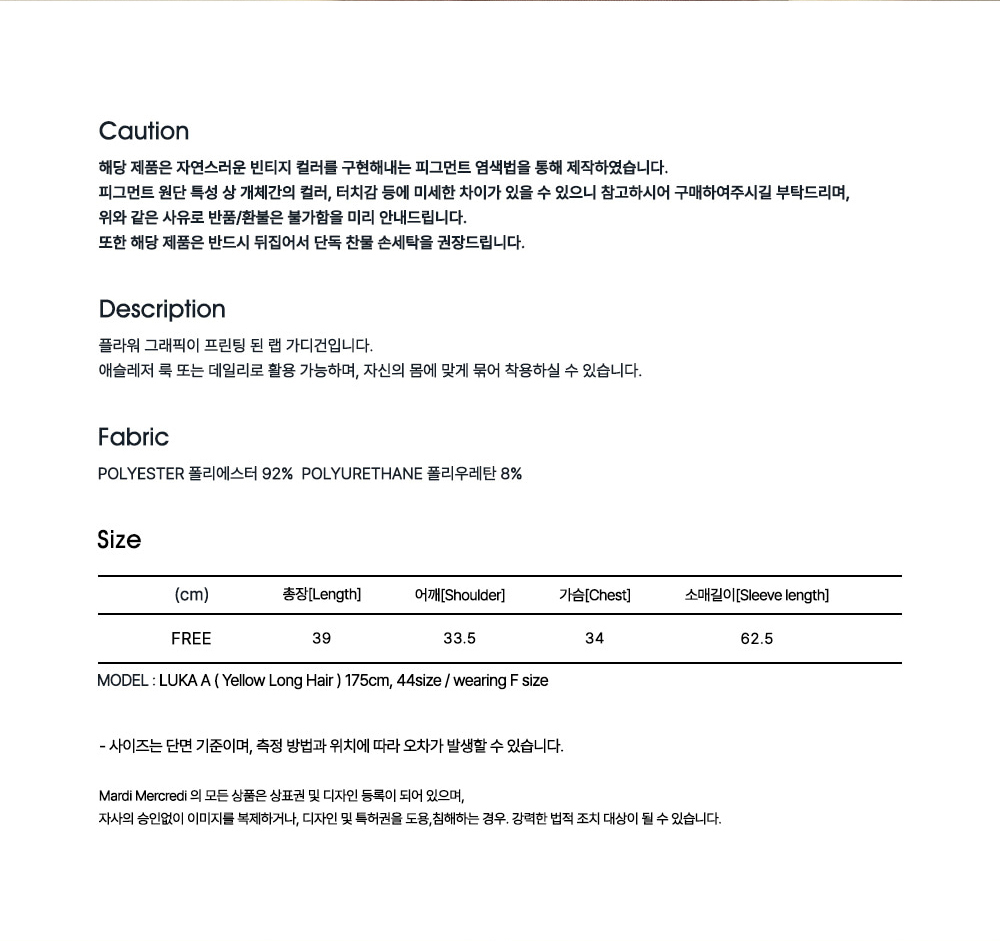 Caution
해당 제품은 자연스러운 빈티지 컬러를 구현해내는 피그먼트 염색법을 통해 제작하였습니다.
피그먼트 원단 특성 상 개체간의 컬러, 터치감 등에 미세한 차이가 있을 수 있으니 참고하시어 구매하여주시길 부탁드리며,
위와 같은 사유로 반품/환불은 불가함을 미리 안내드립니다.
또한 해당 제품은 반드시 뒤집어서 단독 찬물 손세탁을 권장드립니다.
Description
플라워 그래픽이 프린팅 된 랩 가디건입니다.
애슬레저 룩 또는 데일리로 활용 가능하며, 자신의 몸에 맞게 묶어 착용하실 수 있습니다.
Fabric
POLYESTER 폴리에스터 92% POLYURETHANE 폴리우레탄 8%
Size
(cm) 총장[Length] 어깨[Shoulder] 가슴[Chest] 소매길이[Sleeve length]
FREE 39 33.5 34 62.5
MODEL : LUKA A ( Yellow Long Hair ) 175cm, 44size / wearing F size
- 사이즈는 단면 기준이며, 측정 방법과 위치에 따라 오차가 발생할 수 있습니다.
Mardi Mercredi 의 모든 상품은 상표권 및 디자인 등록이 되어 있으며,
자사의 승인없이 이미지를 복제하거나, 디자인 및 특허권을 도용,침해하는 경우. 강력한 법적 조치 대상이 될 수 있습니다.